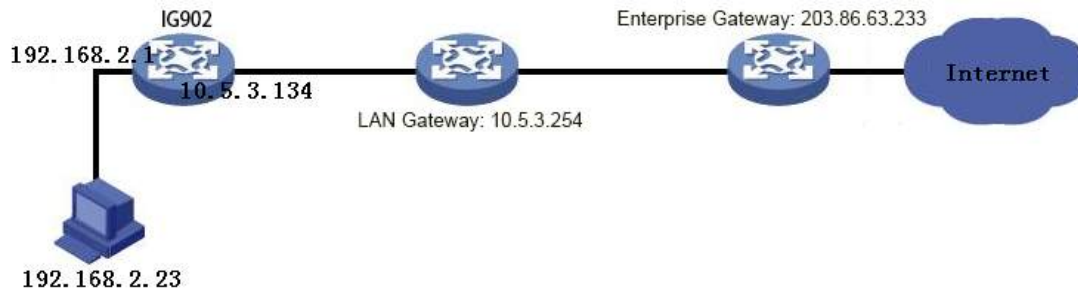 IG902
Enterprise Gateway: 203.86.63.233
192.168.2.1
10.5.3.134
Internet
LAN Gateway: 10.5.3.254
192.168.2.23